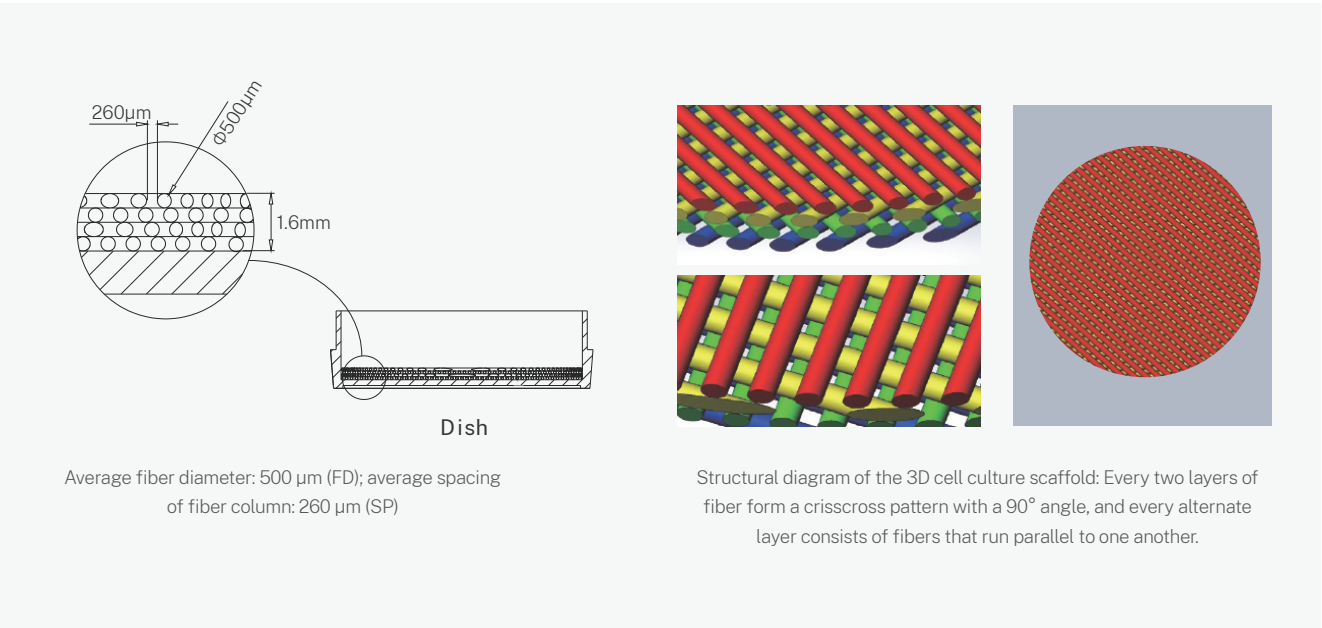 260μm
Φ500μm
1.6mm
Dish
Average fiber diameter: 500 μm (FD); average spacing
of fiber column: 260 μm (SP)
Structural diagram of the 3D cell culture scaffold: Every two layers of
fiber form a crisscross pattern with a 90° angle, and every alternate
layer consists of fibers that run parallel to one another.